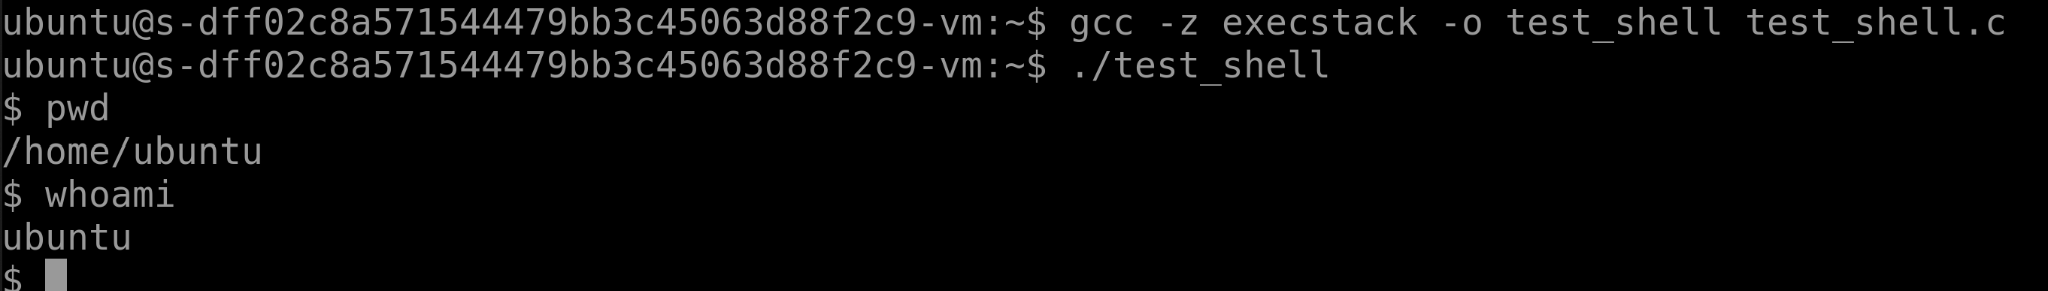 ubuntu@s-dff02c8a571544479bb3c45063d88f2c9-vm:~$ gcc -z execstack -o test_shell test_shell.c
ubuntu@s-dff02c8a571544479bb3c45063d88f2c9-vm:~$ ./test_shell
$ pwd
/home/ubuntu
$ whoami
ubuntu
$